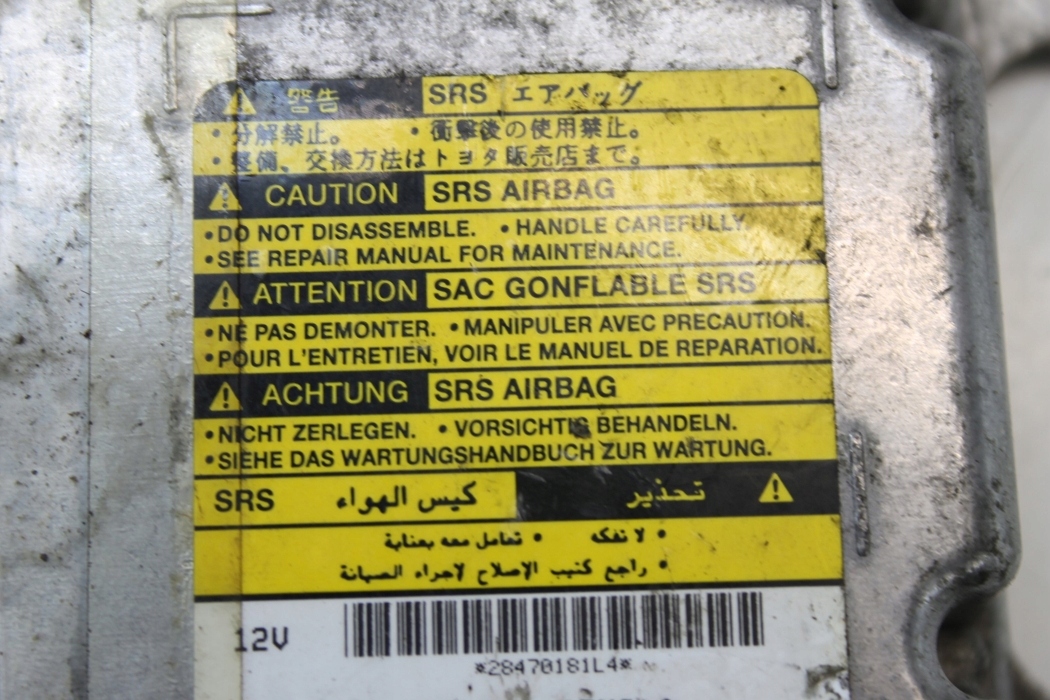 警告 SRS エアバッグ
・分解禁止。 ・衝撃後の使用禁止。
・整備、交換方法はトヨタ販売店まで。
CAUTION SRS AIRBAG
•DO NOT DISASSEMBLE. •HANDLE CAREFULLY.
•SEE REPAIR MANUAL FOR MAINTENANCE.
ATTENTION SAC GONFLABLE SRS
•NE PAS DEMONTER. •MANIPULER AVEC PRECAUTION.
•POUR L'ENTRETIEN, VOIR LE MANUEL DE REPARATION.
ACHTUNG SRS AIRBAG
•NICHT ZERLEGEN. •VORSICHTIG BEHANDELN.
•SIEHE DAS WARTUNGSHANDBUCH ZUR WARTUNG.
تحذير كيس الهواء SRS
• لا تفكه • تعامل معه بعناية
• راجع كتيب الإصلاح لاجراء الصيانة
12V
*28470181L4*